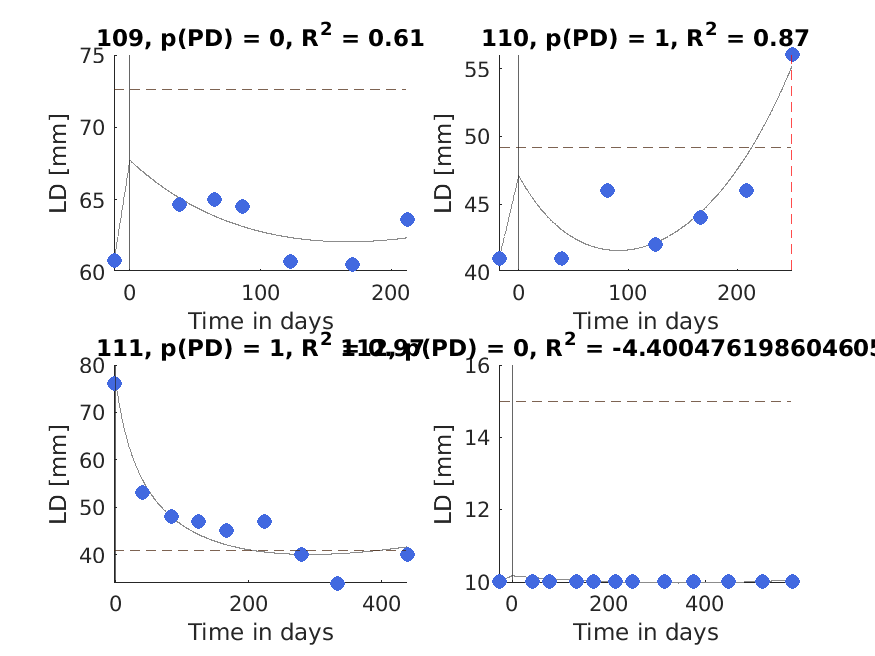 109, p(PD) = 0, R² = 0.61
75
70
65
60
LD [mm]
0 100 200
Time in days
110, p(PD) = 1, R² = 0.87
55
50
45
40
LD [mm]
0 100 200
Time in days
111, p(PD) = 1, R² = 0.97
80
70
60
50
40
LD [mm]
0 200 400
Time in days
112, p(PD) = 0, R² = -4.400476198604605
16
14
12
10
LD [mm]
0 200 400
Time in days